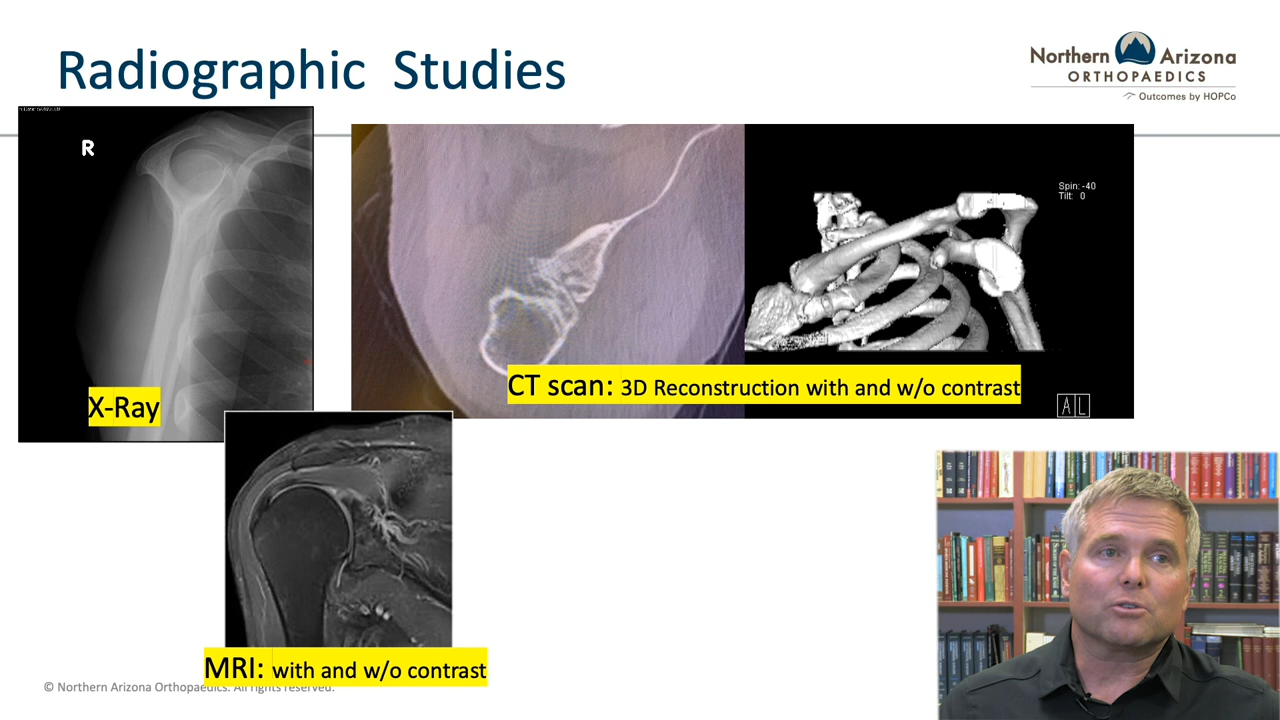 Radiographic Studies
Northern Arizona
ORTHOPAEDICS
Outcomes by HOPCo
R
Spin: -40
Tilt: 0
X-Ray
CT scan: 3D Reconstruction with and w/o contrast
A L
MRI: with and w/o contrast
© Northern Arizona Orthopaedics. All rights reserved.